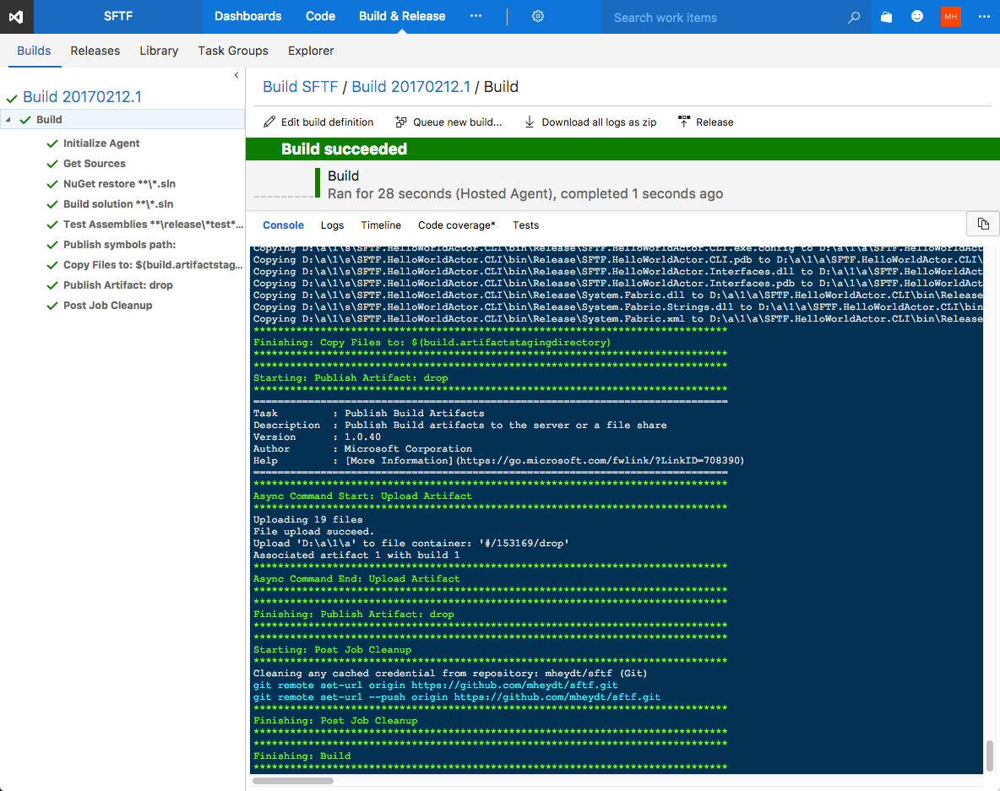 SFTF Dashboards Code Build & Release ··· Search work items MH ···
Builds Releases Library Task Groups Explorer
Build 20170212.1
Build
Initialize Agent
Get Sources
NuGet restore **\*.sln
Build solution **\*.sln
Test Assemblies **\release\*test*...
Publish symbols path:
Copy Files to: $(build.artifactstag...
Publish Artifact: drop
Post Job Cleanup
Build SFTF / Build 20170212.1 / Build
Edit build definition Queue new build... Download all logs as zip Release
Build succeeded
Build
Ran for 28 seconds (Hosted Agent), completed 1 seconds ago
Console Logs Timeline Code coverage* Tests
Copying D:\a\1\s\SFTF.HelloWorldActor.CLI\bin\Release\SFTF.HelloWorldActor.CLI.exe.config to D:\a\1\a\SFTF.HelloWorldAct
Copying D:\a\1\s\SFTF.HelloWorldActor.CLI\bin\Release\SFTF.HelloWorldActor.CLI.pdb to D:\a\1\a\SFTF.HelloWorldActor.CLI\
Copying D:\a\1\s\SFTF.HelloWorldActor.CLI\bin\Release\SFTF.HelloWorldActor.Interfaces.dll to D:\a\1\a\SFTF.HelloWorldAct
Copying D:\a\1\s\SFTF.HelloWorldActor.CLI\bin\Release\SFTF.HelloWorldActor.Interfaces.pdb to D:\a\1\a\SFTF.HelloWorldAct
Copying D:\a\1\s\SFTF.HelloWorldActor.CLI\bin\Release\System.Fabric.dll to D:\a\1\a\SFTF.HelloWorldActor.CLI\bin\Release
Copying D:\a\1\s\SFTF.HelloWorldActor.CLI\bin\Release\System.Fabric.Strings.dll to D:\a\1\a\SFTF.HelloWorldActor.CLI\bin
Copying D:\a\1\s\SFTF.HelloWorldActor.CLI\bin\Release\System.Fabric.xml to D:\a\1\a\SFTF.HelloWorldActor.CLI\bin\Release
******************************************************************************
Finishing: Copy Files to: $(build.artifactstagingdirectory)
******************************************************************************
******************************************************************************
Starting: Publish Artifact: drop
******************************************************************************
==============================================================================
Task : Publish Build Artifacts
Description : Publish Build artifacts to the server or a file share
Version : 1.0.40
Author : Microsoft Corporation
Help : [More Information](https://go.microsoft.com/fwlink/?LinkID=708390)
==============================================================================
******************************************************************************
Async Command Start: Upload Artifact
******************************************************************************
Uploading 19 files
File upload succeed.
Upload 'D:\a\1\a' to file container: '#/153169/drop'
Associated artifact 1 with build 1
******************************************************************************
Async Command End: Upload Artifact
******************************************************************************
******************************************************************************
Finishing: Publish Artifact: drop
******************************************************************************
******************************************************************************
Starting: Post Job Cleanup
******************************************************************************
Cleaning any cached credential from repository: mheydt/sftf (Git)
git remote set-url origin https://github.com/mheydt/sftf.git
git remote set-url --push origin https://github.com/mheydt/sftf.git
******************************************************************************
Finishing: Post Job Cleanup
******************************************************************************
******************************************************************************
Finishing: Build
******************************************************************************